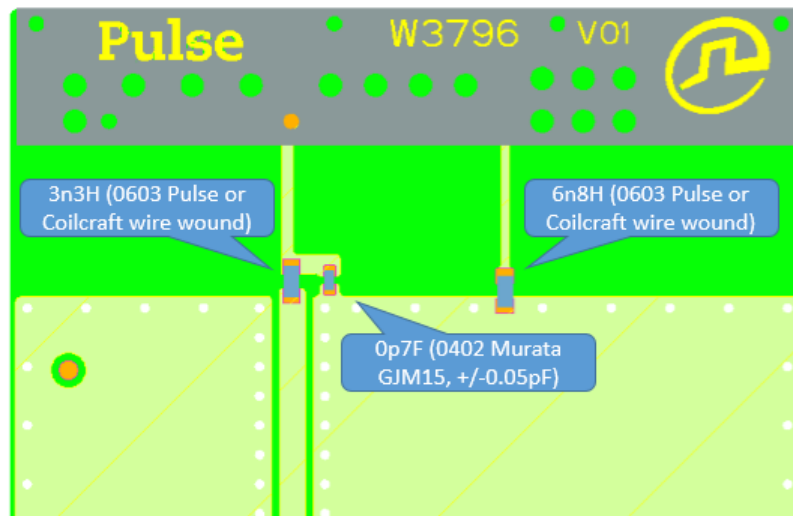 Pulse
W3796
V01
3n3H (0603 Pulse or
Coilcraft wire wound)
6n8H (0603 Pulse or
Coilcraft wire wound)
0p7F (0402 Murata
GJM15, +/-0.05pF)